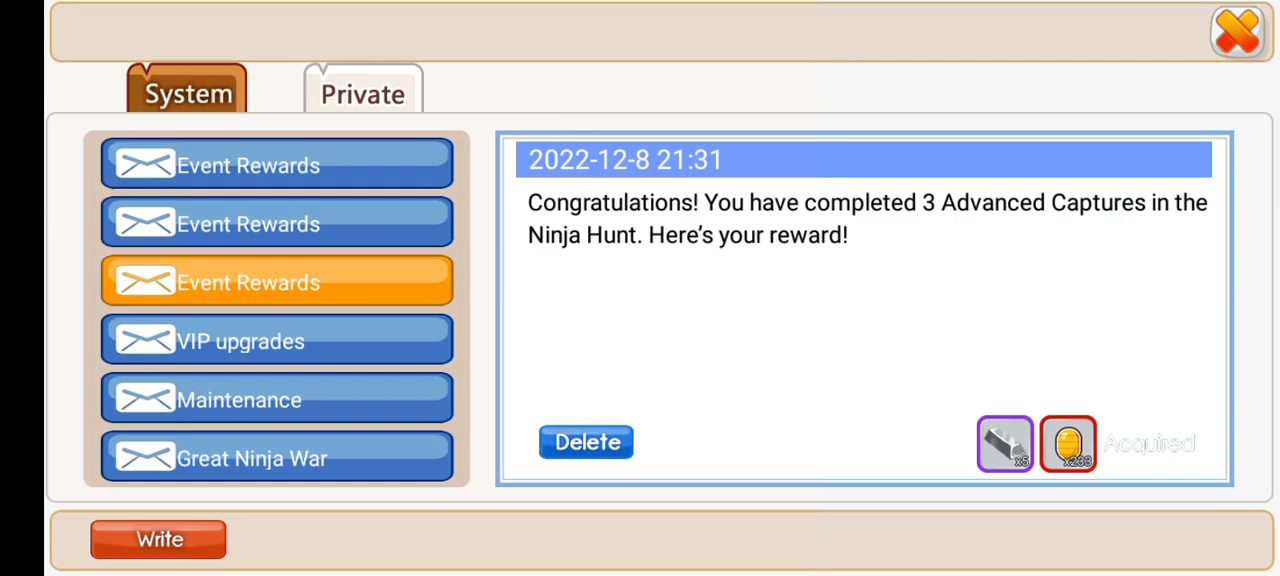 System
Private
Event Rewards
Event Rewards
Event Rewards
VIP upgrades
Maintenance
Great Ninja War
2022-12-8 21:31
Congratulations! You have completed 3 Advanced Captures in the
Ninja Hunt. Here’s your reward!
Delete
x5
x233
Acquired
Write